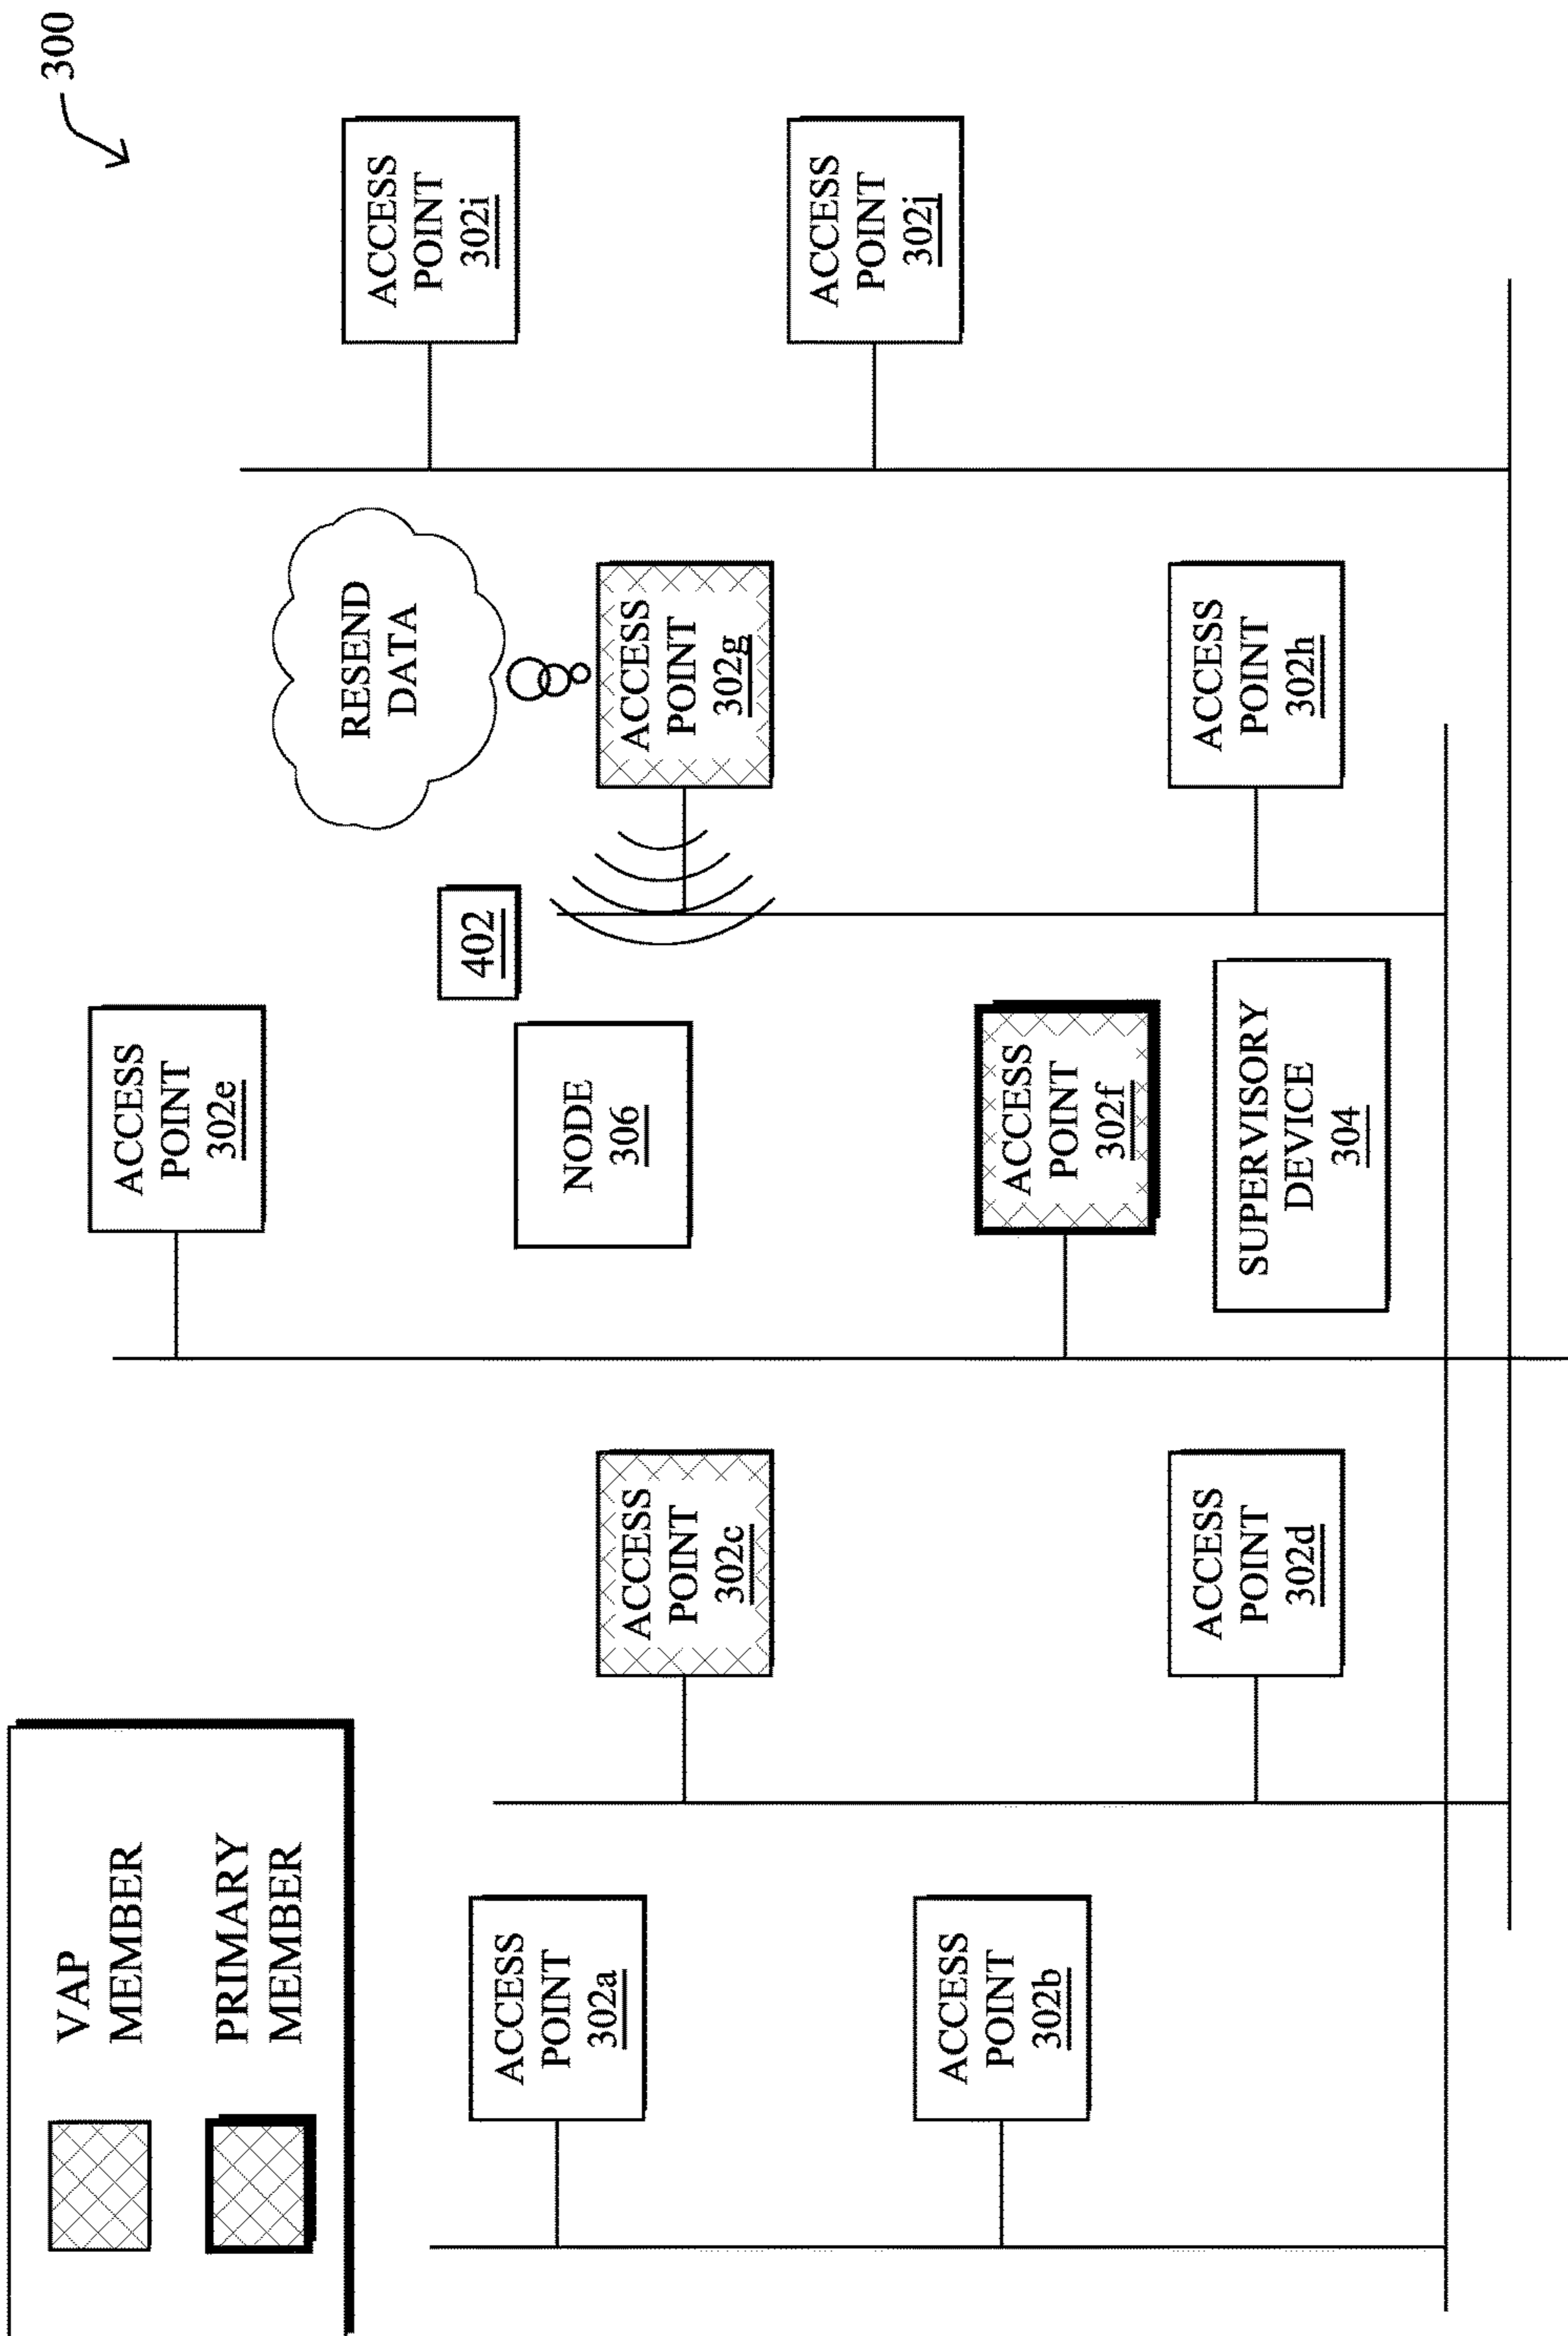 300
VAP
MEMBER
PRIMARY
MEMBER
ACCESS
POINT
302e
RESEND
DATA
ACCESS
POINT
302i
402
ACCESS
POINT
302a
NODE
306
ACCESS
POINT
302c
ACCESS
POINT
302g
ACCESS
POINT
302j
ACCESS
POINT
302b
ACCESS
POINT
302f
ACCESS
POINT
302d
ACCESS
POINT
302h
SUPERVISORY
DEVICE
304